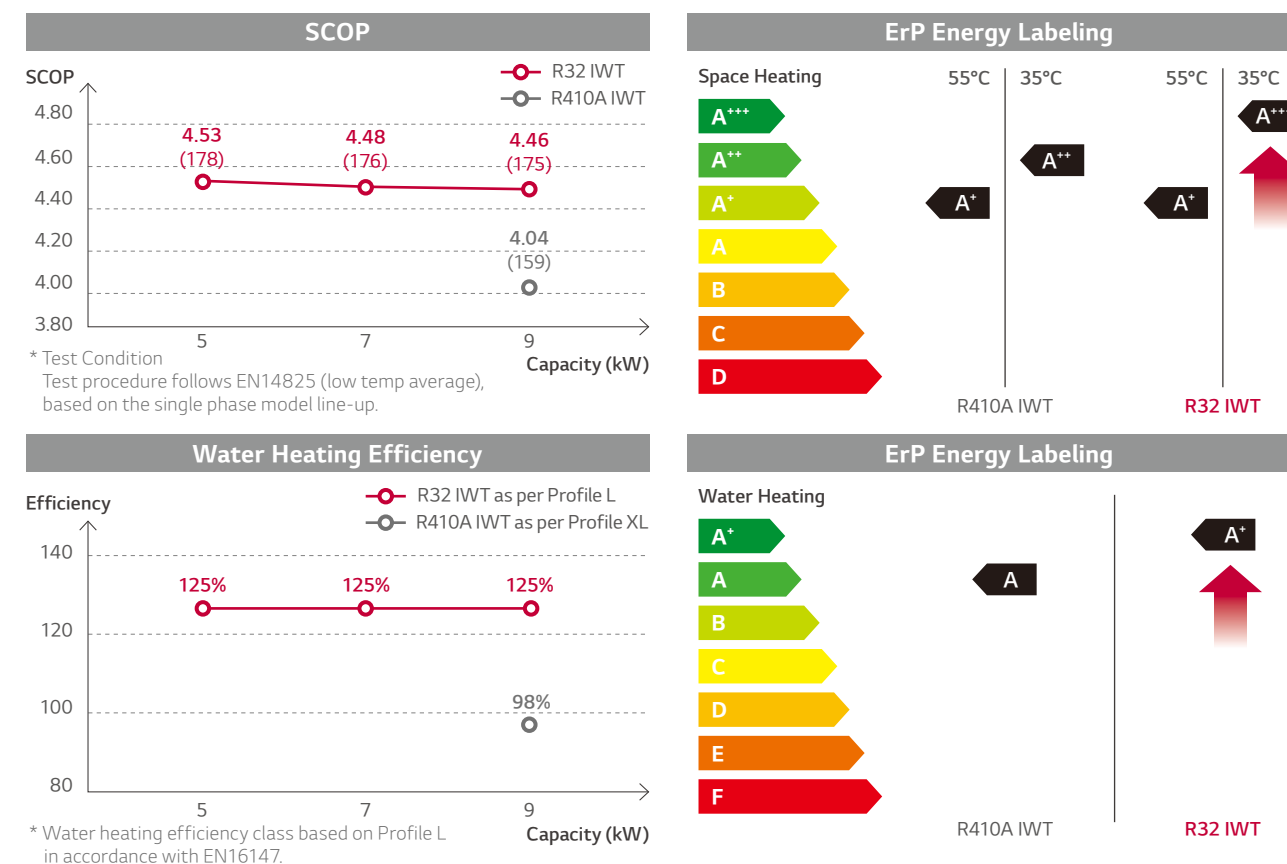 SCOP
SCOP
R32 IWT
R410A IWT
4.80
4.60
4.40
4.20
4.00
3.80
4.53
(178)
4.48
(176)
4.46
(175)
4.04
(159)
5 7 9
Capacity (kW)
* Test Condition
Test procedure follows EN14825 (low temp average),
based on the single phase model line-up.
ErP Energy Labeling
Space Heating
55°C 35°C 55°C 35°C
A+++
A++
A+
A
B
C
D
A+
A++
A+
A+++
R410A IWT
R32 IWT
Water Heating Efficiency
Efficiency
R32 IWT as per Profile L
R410A IWT as per Profile XL
140
120
100
80
125% 125% 125%
98%
5 7 9
Capacity (kW)
* Water heating efficiency class based on Profile L
in accordance with EN16147.
ErP Energy Labeling
Water Heating
A+
A
B
C
D
E
F
A
A+
R410A IWT
R32 IWT